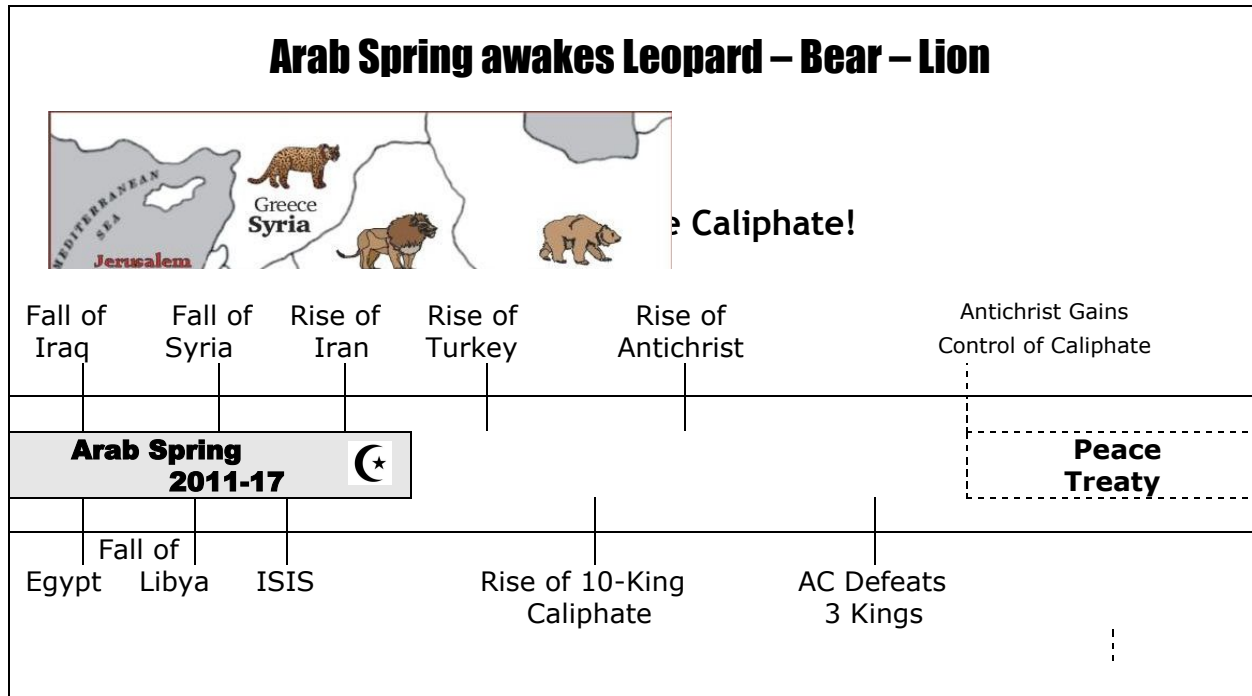 Arab Spring awakes Leopard – Bear – Lion
MEDITERRANEAN
SEA
Greece
Syria
Jerusalem
Caliphate!
Fall of
Iraq
Fall of
Syria
Rise of
Iran
Rise of
Turkey
Rise of
Antichrist
Antichrist Gains
Control of Caliphate
Arab Spring
2011-17
Peace
Treaty
Fall of
Egypt Libya ISIS
Rise of 10-King
Caliphate
AC Defeats
3 Kings